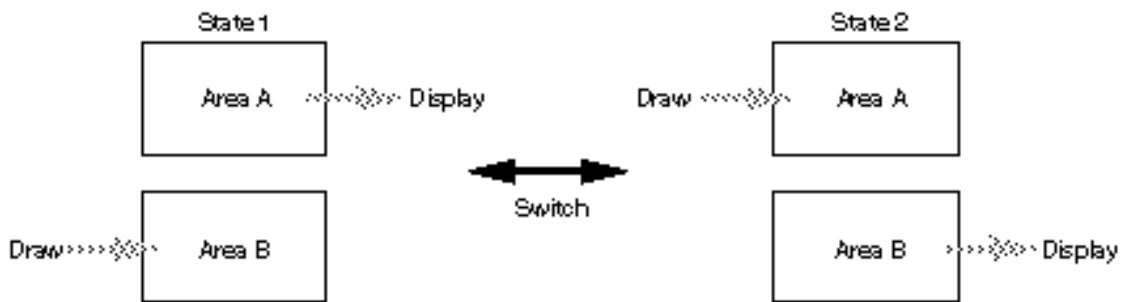 State 1
State 2
Area A
Display
Draw
Area A
Switch
Draw
Area B
Area B
Display